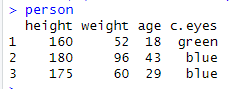 > person
height weight age c.eyes
1 160 52 18 green
2 180 96 43 blue
3 175 60 29 blue
>